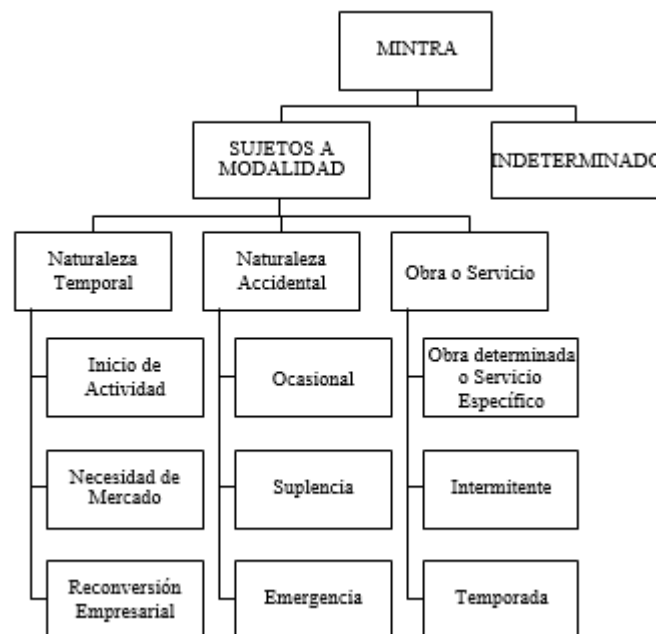 MINTRA
SUJETOS A
MODALIDAD
INDETERMINADO
Naturaleza
Temporal
Naturaleza
Accidental
Obra o Servicio
Inicio de
Actividad
Ocasional
Obra determinada
o Servicio
Específico
Necesidad de
Mercado
Suplencia
Intermitente
Reconversión
Empresarial
Emergencia
Temporada